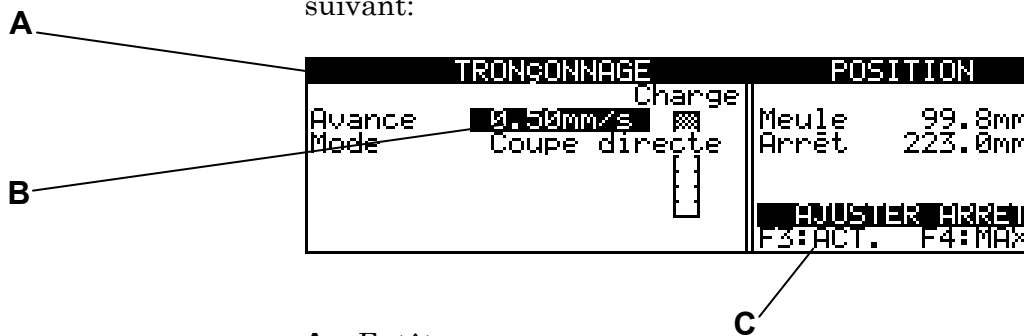 suivant:
A
TRONÇONNAGE POSITION
Change
Avance 0.50mm/s Meule 99.8mm
Mode Coupe directe Arrêt 223.0mm
B
AJUSTER ARRET
F3:ACT. F4:MAX
C